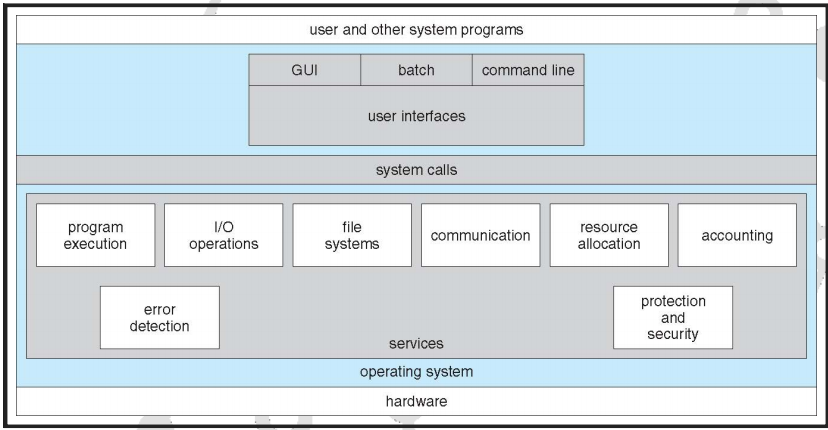 user and other system programs
GUI batch command line
user interfaces
system calls
program execution
I/O operations
file systems
communication
resource allocation
accounting
error detection
protection and security
services
operating system
hardware